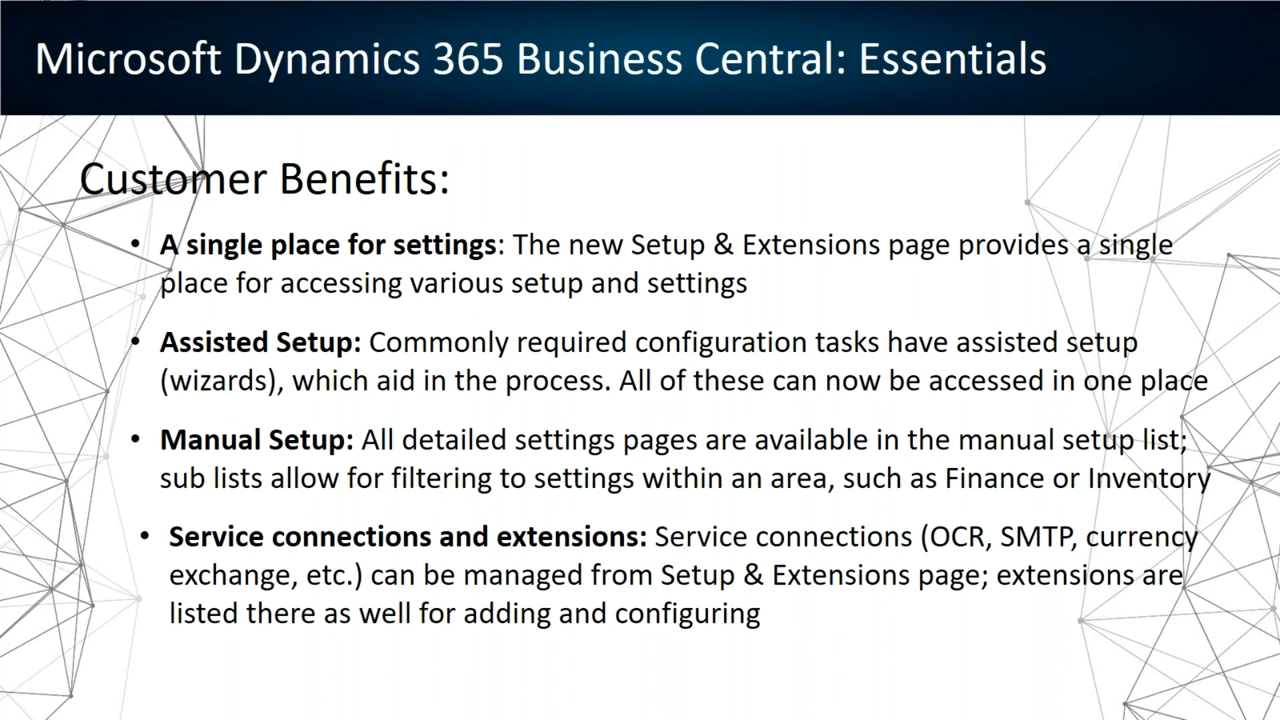 Microsoft Dynamics 365 Business Central: Essentials
Customer Benefits:
• A single place for settings: The new Setup & Extensions page provides a single
place for accessing various setup and settings
• Assisted Setup: Commonly required configuration tasks have assisted setup
(wizards), which aid in the process. All of these can now be accessed in one place
• Manual Setup: All detailed settings pages are available in the manual setup list;
sub lists allow for filtering to settings within an area, such as Finance or Inventory
• Service connections and extensions: Service connections (OCR, SMTP, currency
exchange, etc.) can be managed from Setup & Extensions page; extensions are
listed there as well for adding and configuring